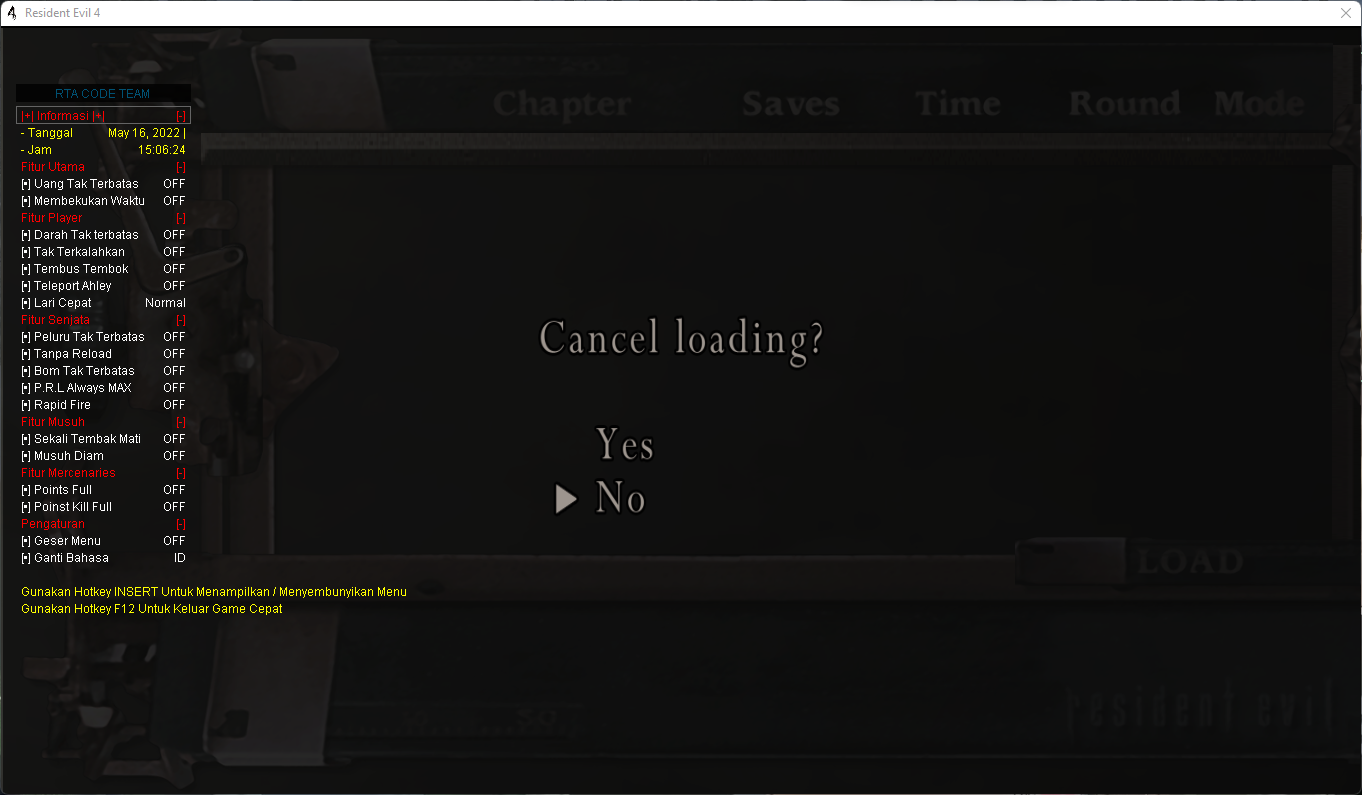 Resident Evil 4
Chapter Saves Time Round Mode
RTA CODE TEAM
|+| Informasi |+| [-]
- Tanggal May 16, 2022 |
- Jam 15:06:24
Fitur Utama [-]
[•] Uang Tak Terbatas OFF
[•] Membekukan Waktu OFF
Fitur Player [-]
[•] Darah Tak terbatas OFF
[•] Tak Terkalahkan OFF
[•] Tembus Tembok OFF
[•] Teleport Ahley OFF
[•] Lari Cepat Normal
Fitur Senjata [-]
[•] Peluru Tak Terbatas OFF
[•] Tanpa Reload OFF
[•] Bom Tak Terbatas OFF
[•] P.R.L Always MAX OFF
[•] Rapid Fire OFF
Fitur Musuh [-]
[•] Sekali Tembak Mati OFF
[•] Musuh Diam OFF
Fitur Mercenaries [-]
[•] Points Full OFF
[•] Poinst Kill Full OFF
Pengaturan [-]
[•] Geser Menu OFF
[•] Ganti Bahasa ID
Gunakan Hotkey INSERT Untuk Menampilkan / Menyembunyikan Menu
Gunakan Hotkey F12 Untuk Keluar Game Cepat
Cancel loading?
Yes
No
LOAD
resident evil